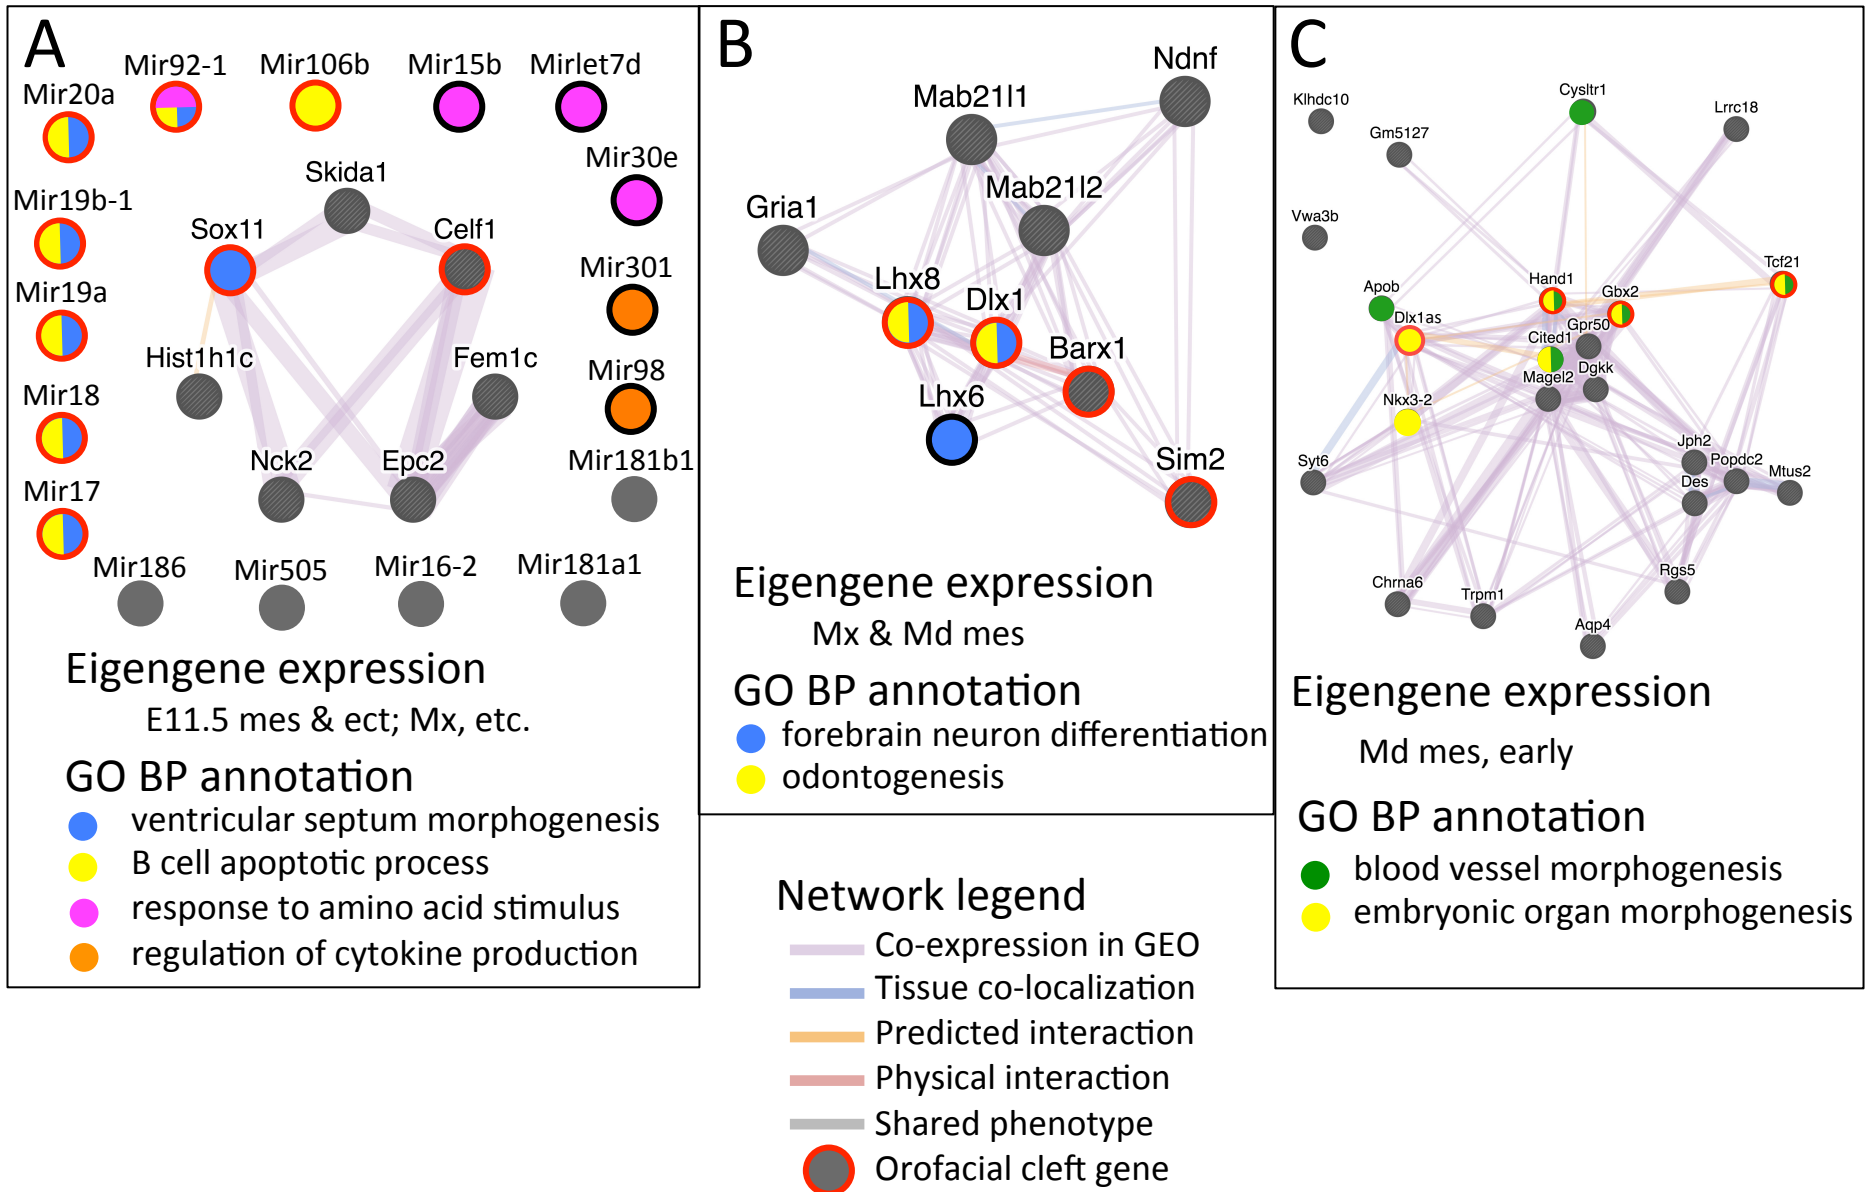 A
Mir92-1
Mir106b
Mir15b
Mirlet7d
Mir20a
Mir30e
Skida1
Mir19b-1
Sox11
Celf1
Mir301
Mir19a
Hist1h1c
Fem1c
Mir98
Mir18
Nck2
Epc2
Mir181b1
Mir17
Mir186
Mir505
Mir16-2
Mir181a1
Eigengene expression
E11.5 mes & ect; Mx, etc.
GO BP annotation
ventricular septum morphogenesis
B cell apoptotic process
response to amino acid stimulus
regulation of cytokine production
B
Ndnf
Mab21l1
Mab21l2
Gria1
Lhx8
Dlx1
Barx1
Lhx6
Sim2
Eigengene expression
Mx & Md mes
GO BP annotation
forebrain neuron differentiation
odontogenesis
C
Cysltr1
Klhdc10
Lrrc18
Gm5127
Vwa3b
Tcf21
Hand1
Apob
Gbx2
Dlx1as
Gpr50
Cited1
Dgkk
Magel2
Nkx3-2
Jph2
Syt6
Popdc2
Mtus2
Des
Chrna6
Rgs5
Trpm1
Aqp4
Eigengene expression
Md mes, early
GO BP annotation
blood vessel morphogenesis
embryonic organ morphogenesis
Network legend
Co-expression in GEO
Tissue co-localization
Predicted interaction
Physical interaction
Shared phenotype
Orofacial cleft gene